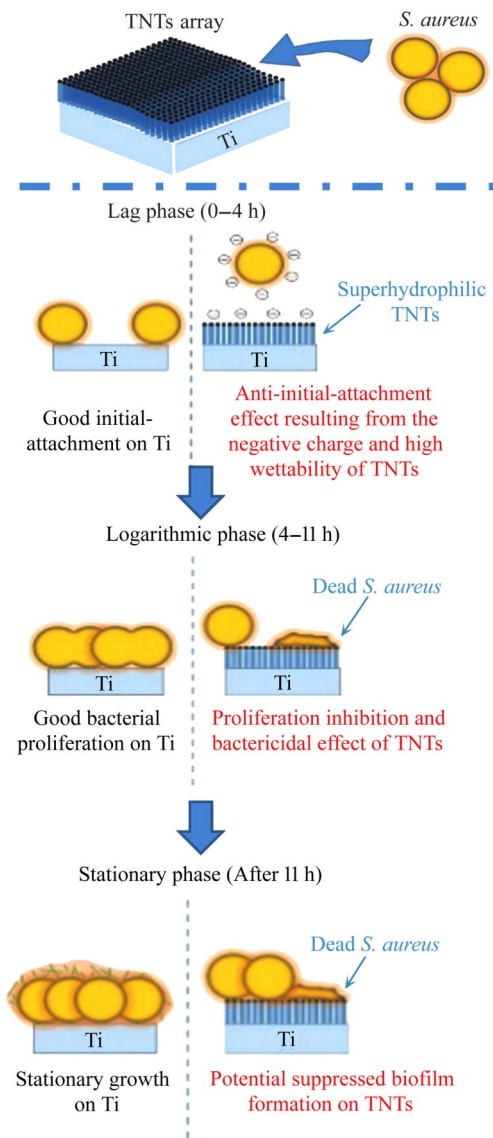 TNTs array
S. aureus
Ti
Lag phase (0–4 h)
Superhydrophilic
TNTs
Ti
Ti
Good initial-
attachment on Ti
Anti-initial-attachment
effect resulting from the
negative charge and high
wettability of TNTs
Logarithmic phase (4–11 h)
Dead S. aureus
Ti
Ti
Good bacterial
proliferation on Ti
Proliferation inhibition and
bactericidal effect of TNTs
Stationary phase (After 11 h)
Dead S. aureus
Ti
Ti
Stationary growth
on Ti
Potential suppressed biofilm
formation on TNTs